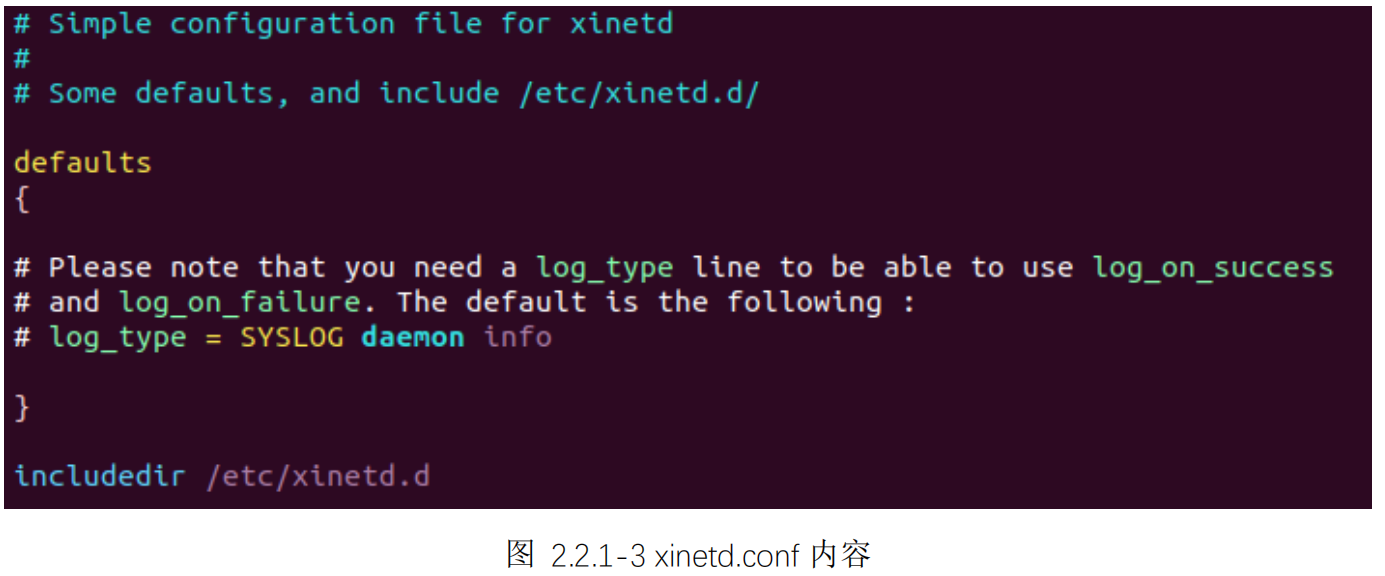 # Simple configuration file for xinetd
#
# Some defaults, and include /etc/xinetd.d/
defaults
{
# Please note that you need a log_type line to be able to use log_on_success
# and log_on_failure. The default is the following :
# log_type = SYSLOG daemon info
}
includedir /etc/xinetd.d
图 2.2.1-3 xinetd.conf 内容